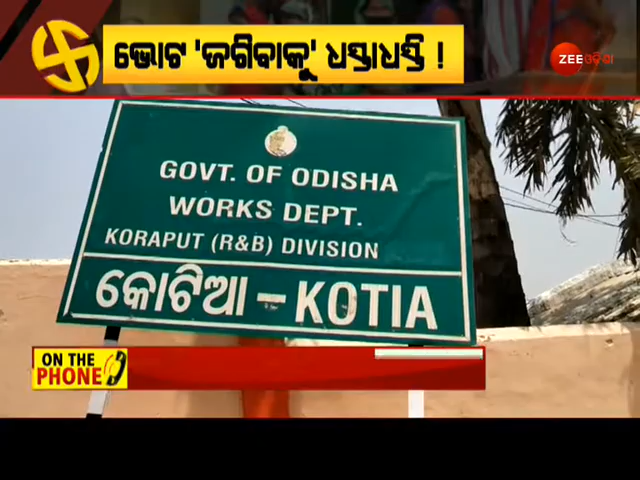 ଭୋଟ 'ଜଗିବାକୁ' ଧସ୍ତାଧସ୍ତି !
ZEE ଓଡ଼ିଶା
GOVT. OF ODISHA
WORKS DEPT.
KORAPUT (R&B) DIVISION
କୋଟିଆ - KOTIA
ON THE
PHONE